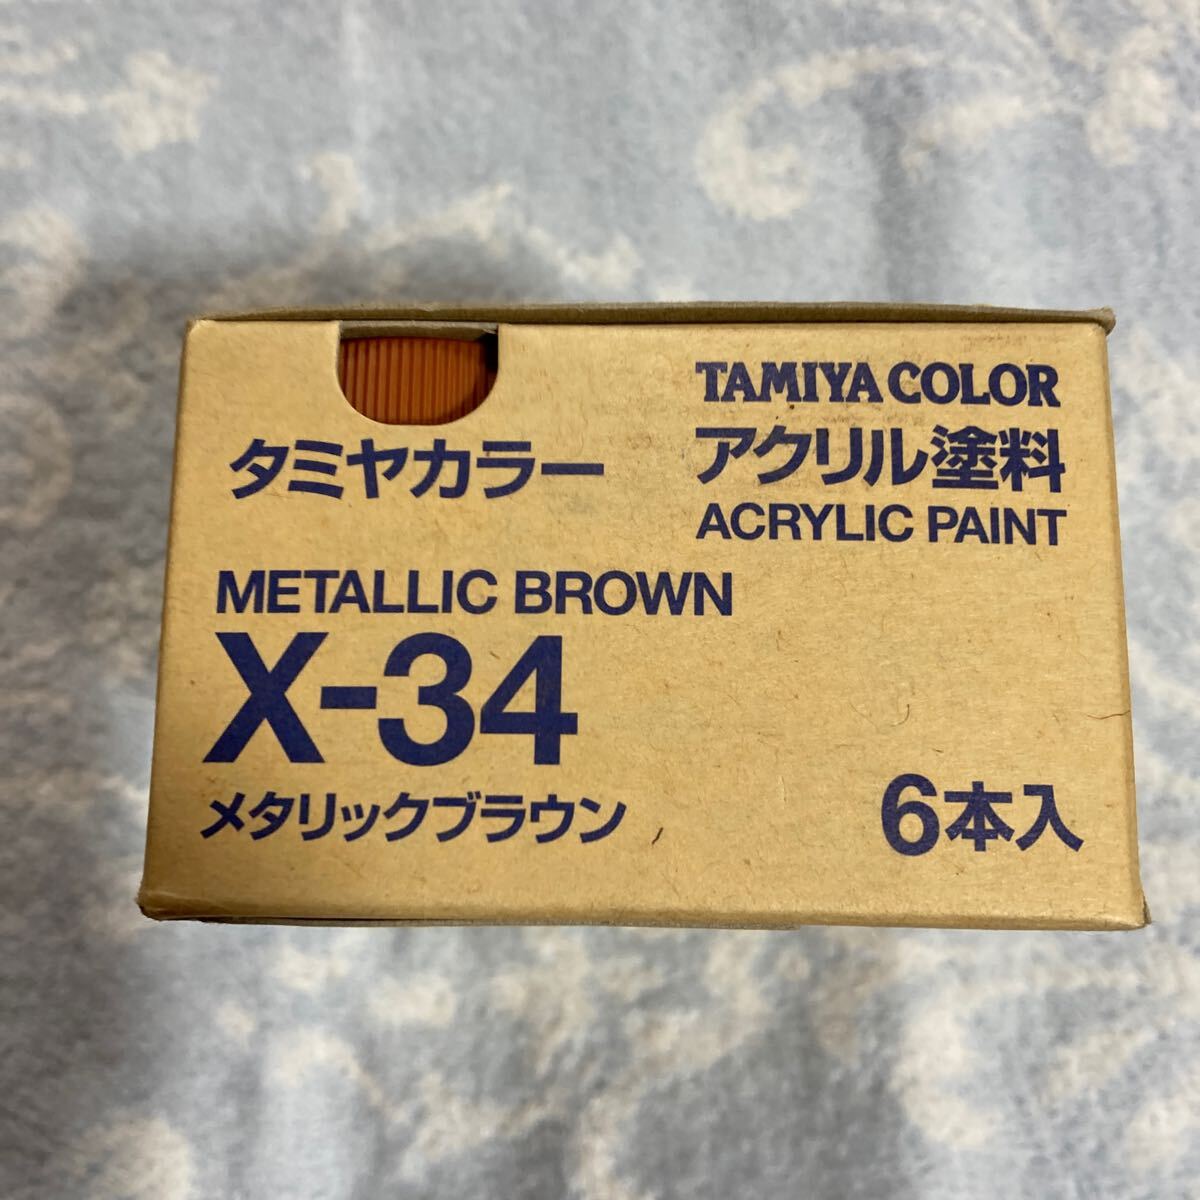 TAMIYA COLOR
タミヤカラー
アクリル塗料
ACRYLIC PAINT
METALLIC BROWN
X-34
メタリックブラウン
6本入